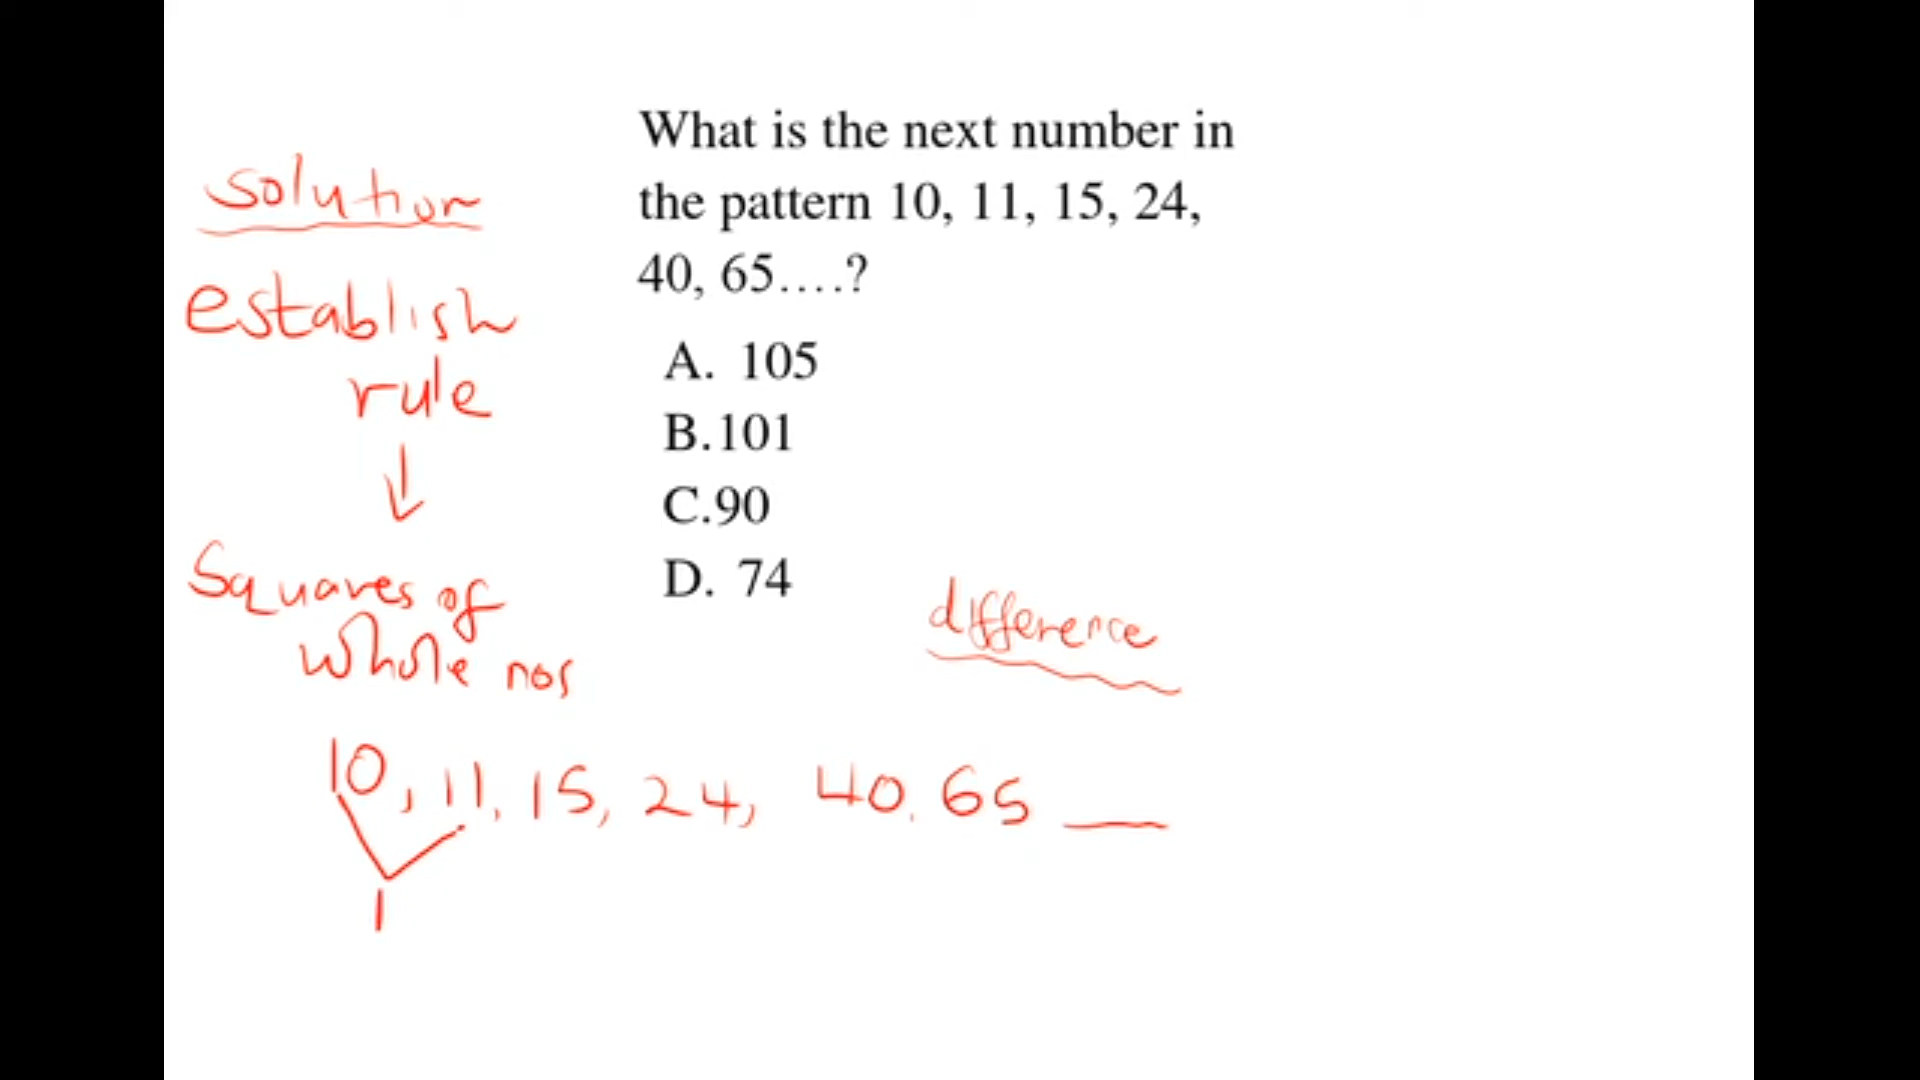 What is the next number in
the pattern 10, 11, 15, 24,
40, 65....?
A. 105
B.101
C.90
D. 74
solution
establish
rule
Squares of
whole nos
difference
10, 11, 15, 24, 40, 65 __
1